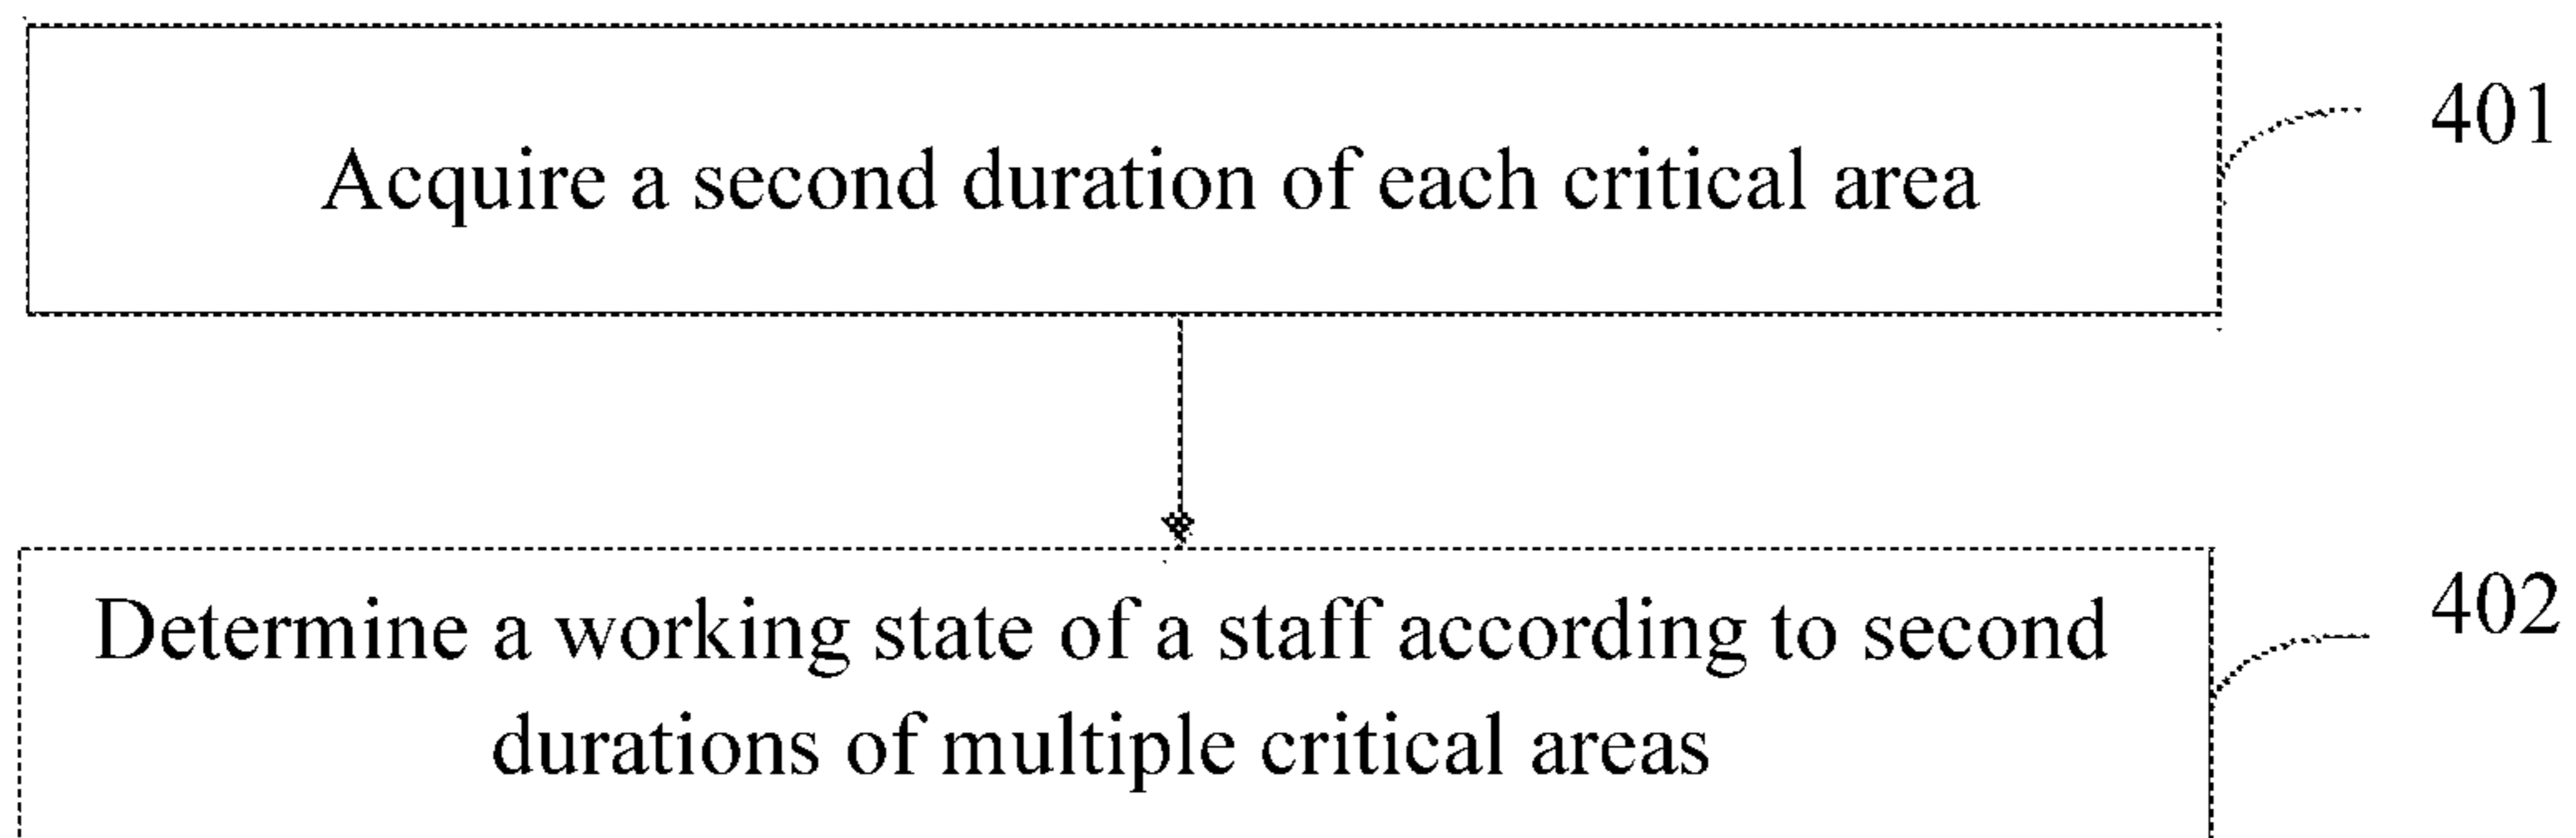 Acquire a second duration of each critical area
401
Determine a working state of a staff according to second
durations of multiple critical areas
402